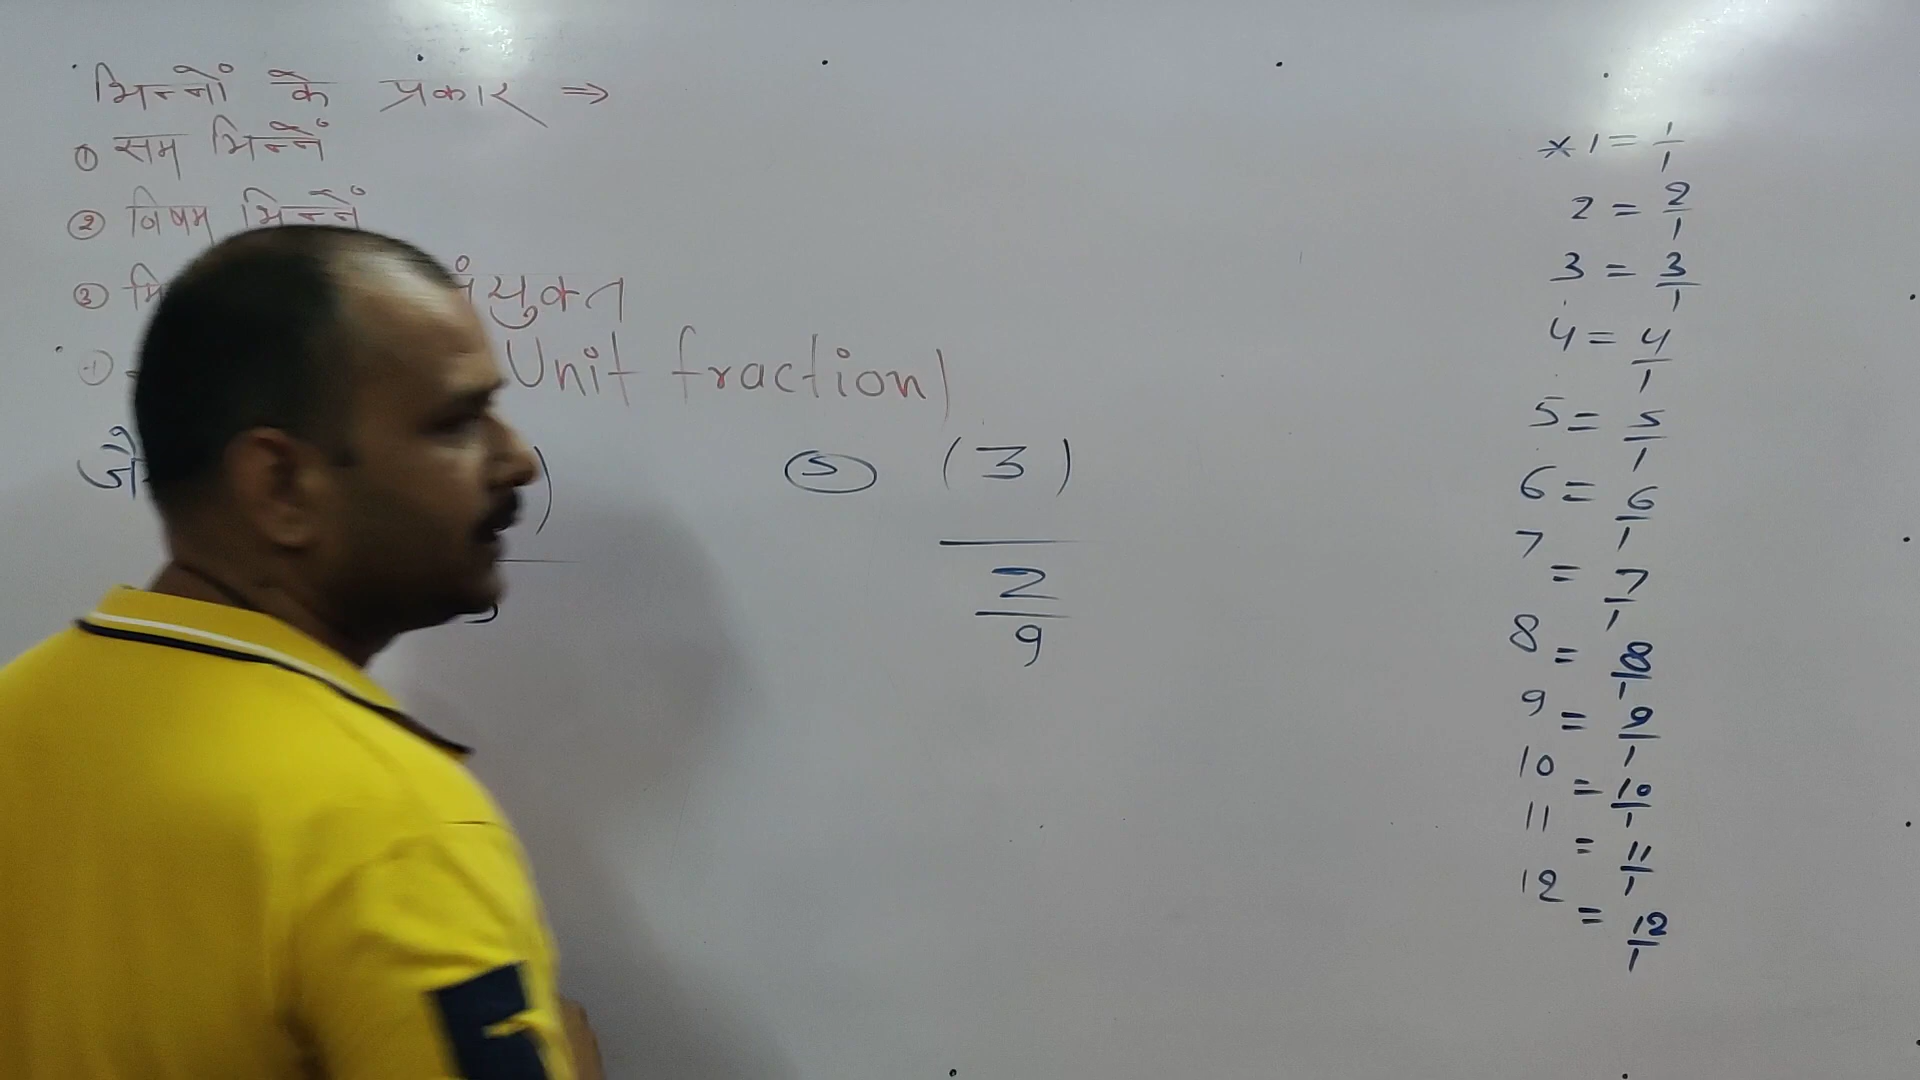 भिन्नों के प्रकार ⇒
① सम भिन्नें
② विषम भिन्नें
③
Unit fraction)
⑤ (3)
2
9
* 1 = 1/1
2 = 2/1
3 = 3/1
4 = 4/1
5 = 5/1
6 = 6/1
7 = 7/1
8 = 8/1
9 = 9/1
10 = 10/1
11 = 11/1
12 = 12/1